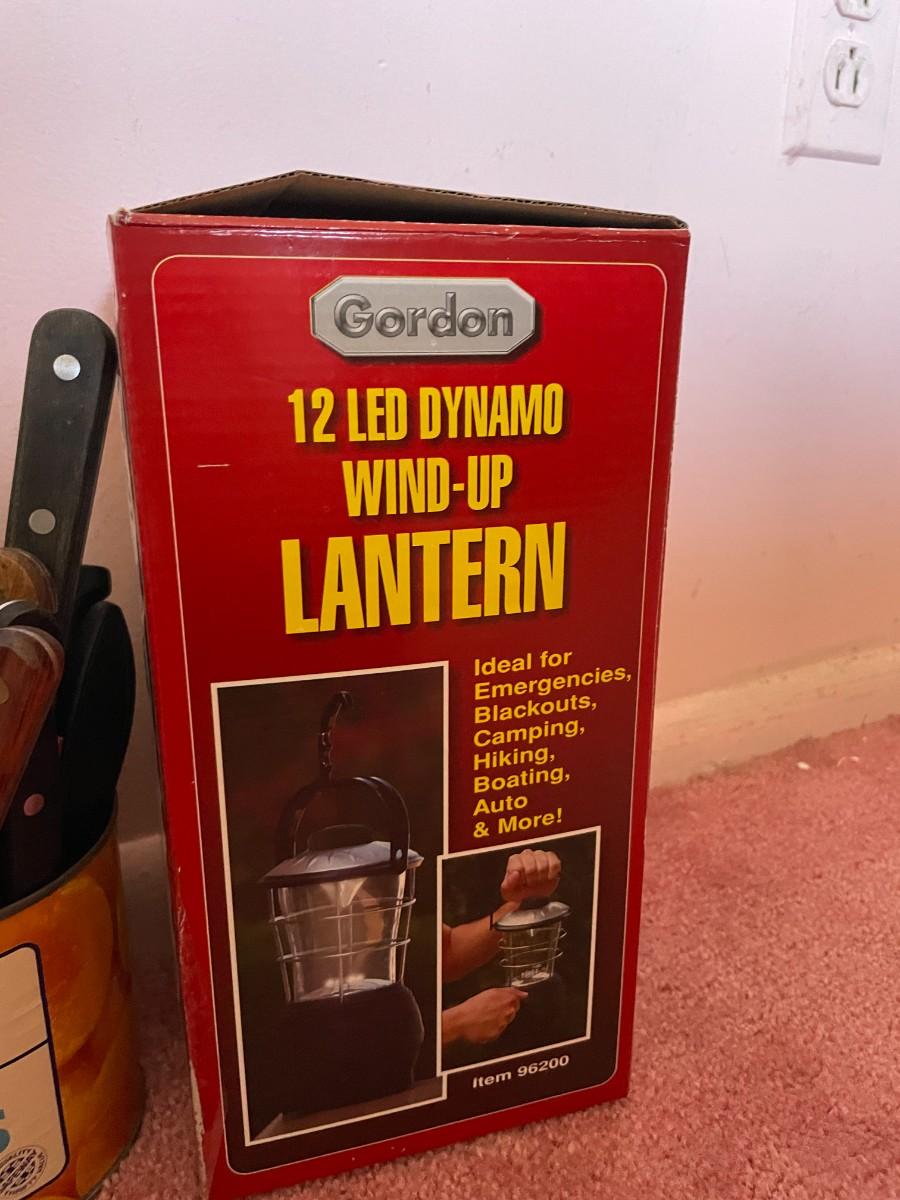 Gordon
12 LED DYNAMO
WIND-UP
LANTERN
Ideal for
Emergencies,
Blackouts,
Camping,
Hiking,
Boating,
Auto
& More!
Item 96200